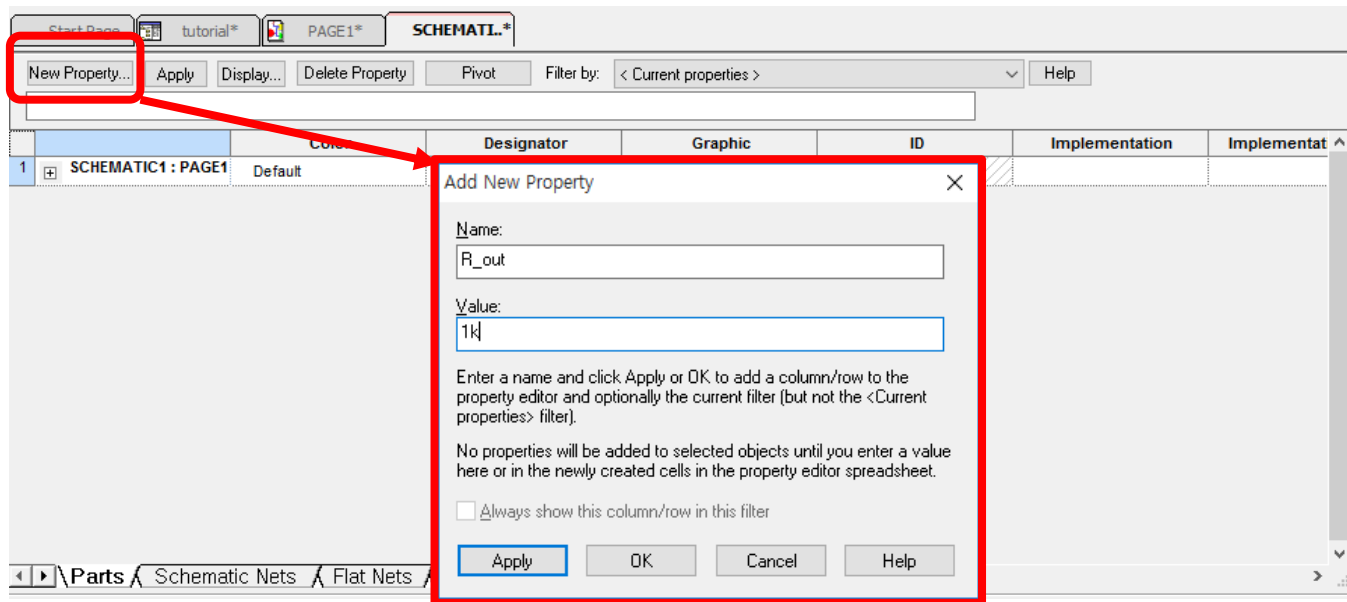 Start Page tutorial* PAGE1* SCHEMATI..*
New Property... Apply Display... Delete Property Pivot Filter by: < Current properties > Help
Color Designator Graphic ID Implementation Implementati
1 SCHEMATIC1 : PAGE1 Default
Add New Property
Name:
R_out
Value:
1k
Enter a name and click Apply or OK to add a column/row to the
property editor and optionally the current filter (but not the <Current
properties> filter).
No properties will be added to selected objects until you enter a value
here or in the newly created cells in the property editor spreadsheet.
Always show this column/row in this filter
Apply OK Cancel Help
Parts Schematic Nets Flat Nets